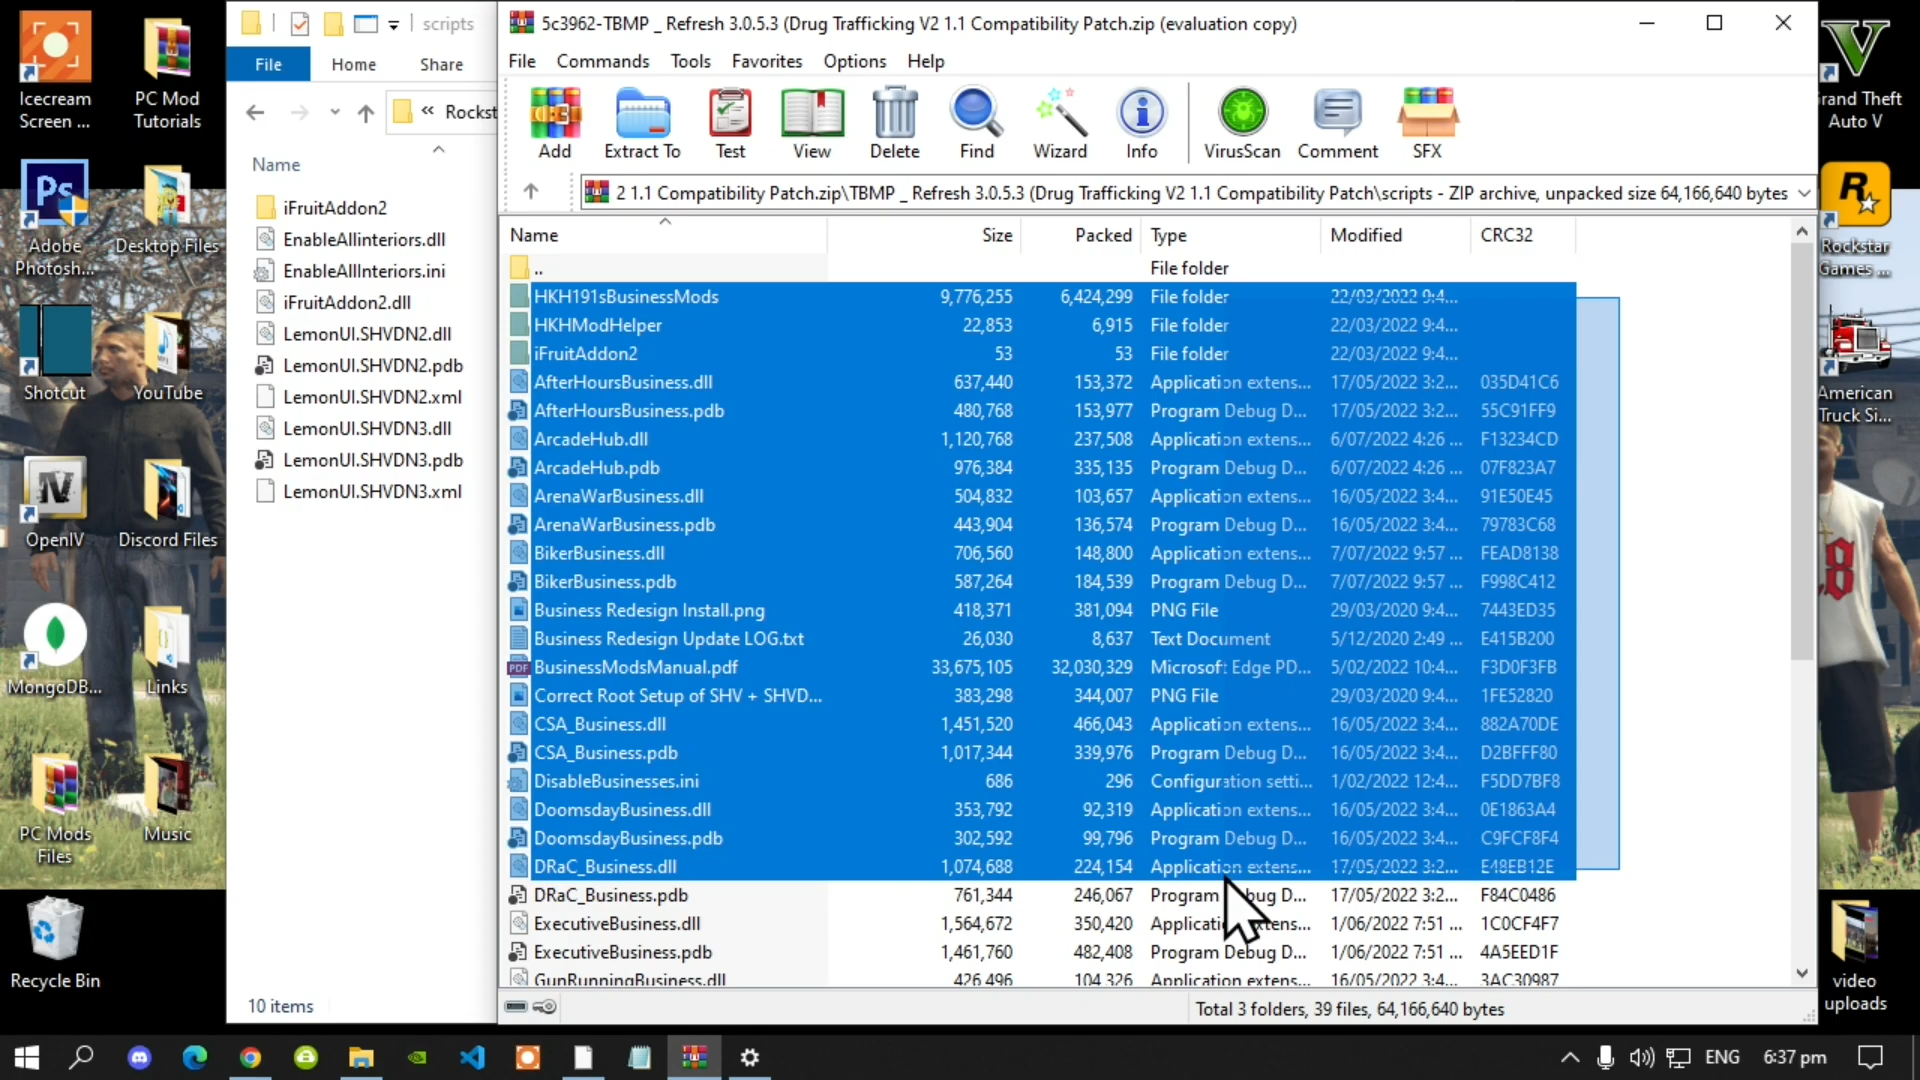 Icecream
Screen ...
PC Mod
Tutorials
Adobe
Photosh...
Desktop Files
Shotcut
YouTube
OpenIV
Discord Files
MongoDB...
Links
PC Mods
Files
Music
Recycle Bin
scripts
File Home Share
« Rockst
Name
iFruitAddon2
EnableAllinteriors.dll
EnableAllInteriors.ini
iFruitAddon2.dll
LemonUI.SHVDN2.dll
LemonUI.SHVDN2.pdb
LemonUI.SHVDN2.xml
LemonUI.SHVDN3.dll
LemonUI.SHVDN3.pdb
LemonUI.SHVDN3.xml
10 items
5c3962-TBMP _ Refresh 3.0.5.3 (Drug Trafficking V2 1.1 Compatibility Patch.zip (evaluation copy)
File Commands Tools Favorites Options Help
Add Extract To Test View Delete Find Wizard Info VirusScan Comment SFX
2 1.1 Compatibility Patch.zip\TBMP _ Refresh 3.0.5.3 (Drug Trafficking V2 1.1 Compatibility Patch\scripts - ZIP archive, unpacked size 64,166,640 bytes
Name Size Packed Type Modified CRC32
.. File folder
HKH191sBusinessMods 9,776,255 6,424,299 File folder 22/03/2022 9:4...
HKHModHelper 22,853 6,915 File folder 22/03/2022 9:4...
iFruitAddon2 53 53 File folder 22/03/2022 9:4...
AfterHoursBusiness.dll 637,440 153,372 Application extens... 17/05/2022 3:2... 035D41C6
AfterHoursBusiness.pdb 480,768 153,977 Program Debug D... 17/05/2022 3:2... 55C91FF9
ArcadeHub.dll 1,120,768 237,508 Application extens... 6/07/2022 4:26 ... F13234CD
ArcadeHub.pdb 976,384 335,135 Program Debug D... 6/07/2022 4:26 ... 07F823A7
ArenaWarBusiness.dll 504,832 103,657 Application extens... 16/05/2022 3:4... 91E50E45
ArenaWarBusiness.pdb 443,904 136,574 Program Debug D... 16/05/2022 3:4... 79783C68
BikerBusiness.dll 706,560 148,800 Application extens... 7/07/2022 9:57 ... FEAD8138
BikerBusiness.pdb 587,264 184,539 Program Debug D... 7/07/2022 9:57 ... F998C412
Business Redesign Install.png 418,371 381,094 PNG File 29/03/2020 9:4... 7443ED35
Business Redesign Update LOG.txt 26,030 8,637 Text Document 5/12/2020 2:49 ... E415B200
BusinessModsManual.pdf 33,675,105 32,030,329 Microsoft Edge PD... 5/02/2022 10:4... F3D0F3FB
Correct Root Setup of SHV + SHVD... 383,298 344,007 PNG File 29/03/2020 9:4... 1FE52820
CSA_Business.dll 1,451,520 466,043 Application extens... 16/05/2022 3:4... 882A70DE
CSA_Business.pdb 1,017,344 339,976 Program Debug D... 16/05/2022 3:4... D2BFFF80
DisableBusinesses.ini 686 296 Configuration setti... 1/02/2022 12:4... F5DD7BF8
DoomsdayBusiness.dll 353,792 92,319 Application extens... 16/05/2022 3:4... 0E1863A4
DoomsdayBusiness.pdb 302,592 99,796 Program Debug D... 16/05/2022 3:4... C9FCF8F4
DRaC_Business.dll 1,074,688 224,154 Application extens... 17/05/2022 3:2... E48EB12E
DRaC_Business.pdb 761,344 246,067 Program D... 17/05/2022 3:2... F84C0486
ExecutiveBusiness.dll 1,564,672 350,420 1/06/2022 7:51 ... 1C0CF4F7
ExecutiveBusiness.pdb 1,461,760 482,408 Program Debug D... 1/06/2022 7:51 ... 4A5EED1F
GunRunningBusiness.dll 426,496 104,326 Application extens... 16/05/2022 3:4... 3AC30987
Total 3 folders, 39 files, 64,166,640 bytes
rand Theft
Auto V
Rockstar
Games ...
American
Truck Si...
video
uploads
ENG 6:37 pm